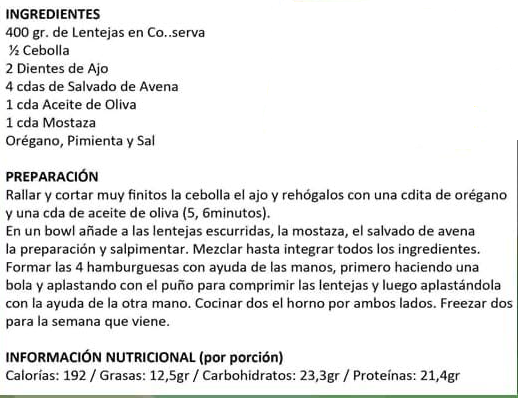 INGREDIENTES
400 gr. de Lentejas en Co..serva
½ Cebolla
2 Dientes de Ajo
4 cdas de Salvado de Avena
1 cda Aceite de Oliva
1 cda Mostaza
Orégano, Pimienta y Sal
PREPARACIÓN
Rallar y cortar muy finitos la cebolla el ajo y rehógalos con una cdita de orégano
y una cda de aceite de oliva (5, 6minutos).
En un bowl añade a las lentejas escurridas, la mostaza, el salvado de avena
la preparación y salpimentar. Mezclar hasta integrar todos los ingredientes.
Formar las 4 hamburguesas con ayuda de las manos, primero haciendo una
bola y aplastando con el puño para comprimir las lentejas y luego aplastándola
con la ayuda de la otra mano. Cocinar dos el horno por ambos lados. Freezar dos
para la semana que viene.
INFORMACIÓN NUTRICIONAL (por porción)
Calorías: 192 / Grasas: 12,5gr / Carbohidratos: 23,3gr / Proteínas: 21,4gr